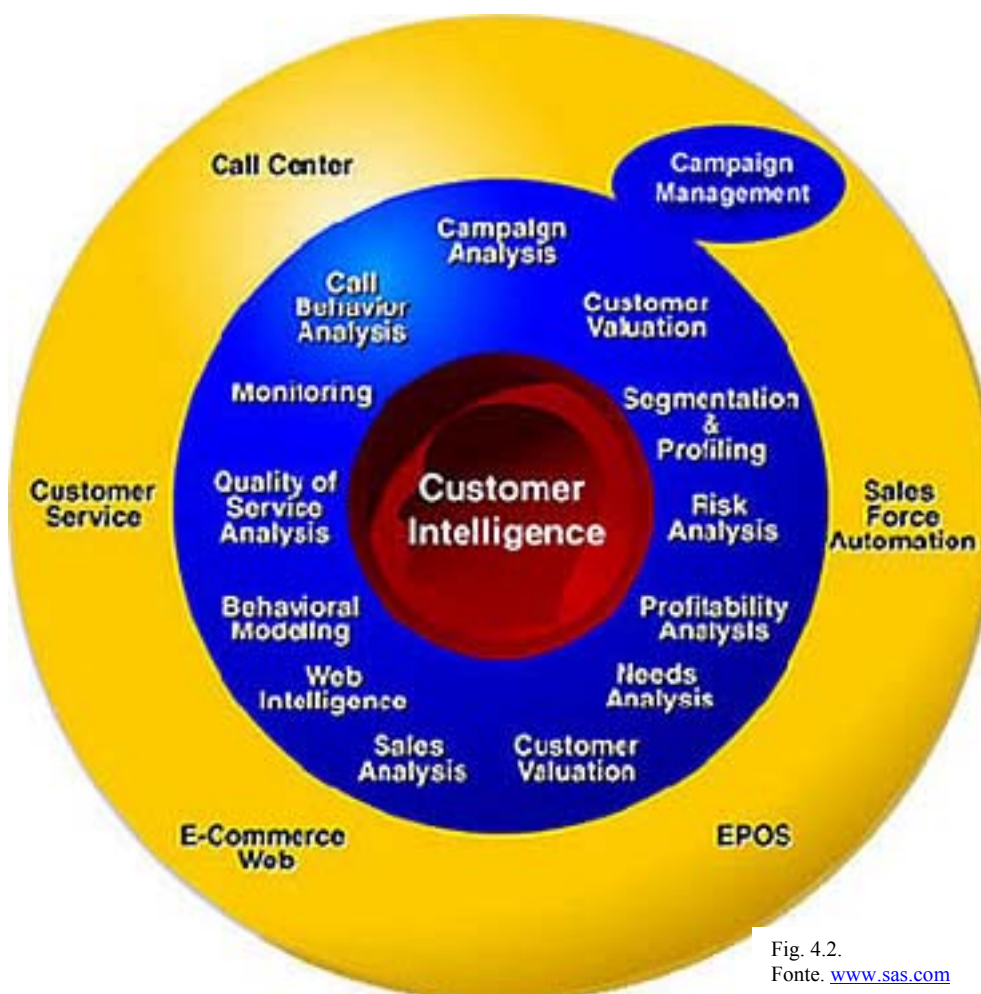 Call Center
Campaign
Management
Campaign
Analysis
Call
Behavior
Analysis
Customer
Valuation
Monitoring
Segmentation
&
Profiling
Customer
Service
Quality of
Service
Analysis
Customer
Intelligence
Risk
Analysis
Sales
Force
Automation
Behavioral
Modeling
Profitability
Analysis
Web
Intelligence
Needs
Analysis
Sales
Analysis
Customer
Valuation
E-Commerce
Web
EPOS
Fig. 4.2.
Fonte. www.sas.com